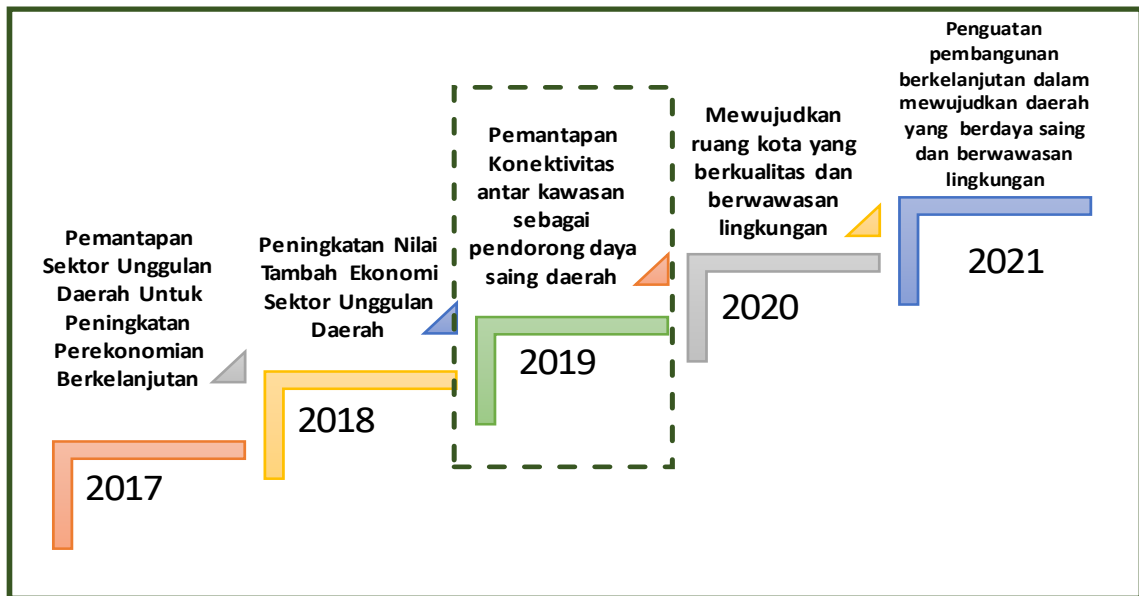 Pemantapan
Sektor Unggulan
Daerah Untuk
Peningkatan
Perekonomian
Berkelanjutan
2017
Peningkatan Nilai
Tambah Ekonomi
Sektor Unggulan
Daerah
2018
Pemantapan
Konektivitas
antar kawasan
sebagai
pendorong daya
saing daerah
2019
Mewujudkan
ruang kota yang
berkualitas dan
berwawasan
lingkungan
2020
Penguatan
pembangunan
berkelanjutan dalam
mewujudkan daerah
yang berdaya saing
dan berwawasan
lingkungan
2021